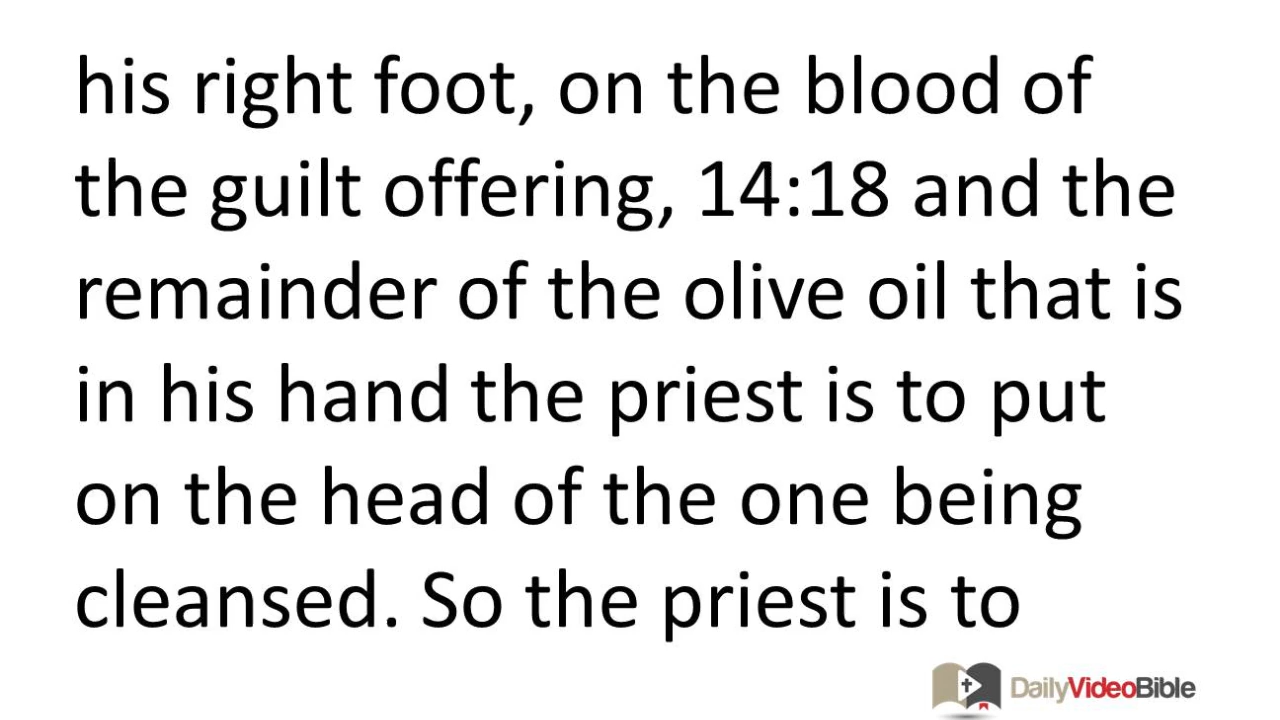 his right foot, on the blood of
the guilt offering, 14:18 and the
remainder of the olive oil that is
in his hand the priest is to put
on the head of the one being
cleansed. So the priest is to
DailyVideoBible